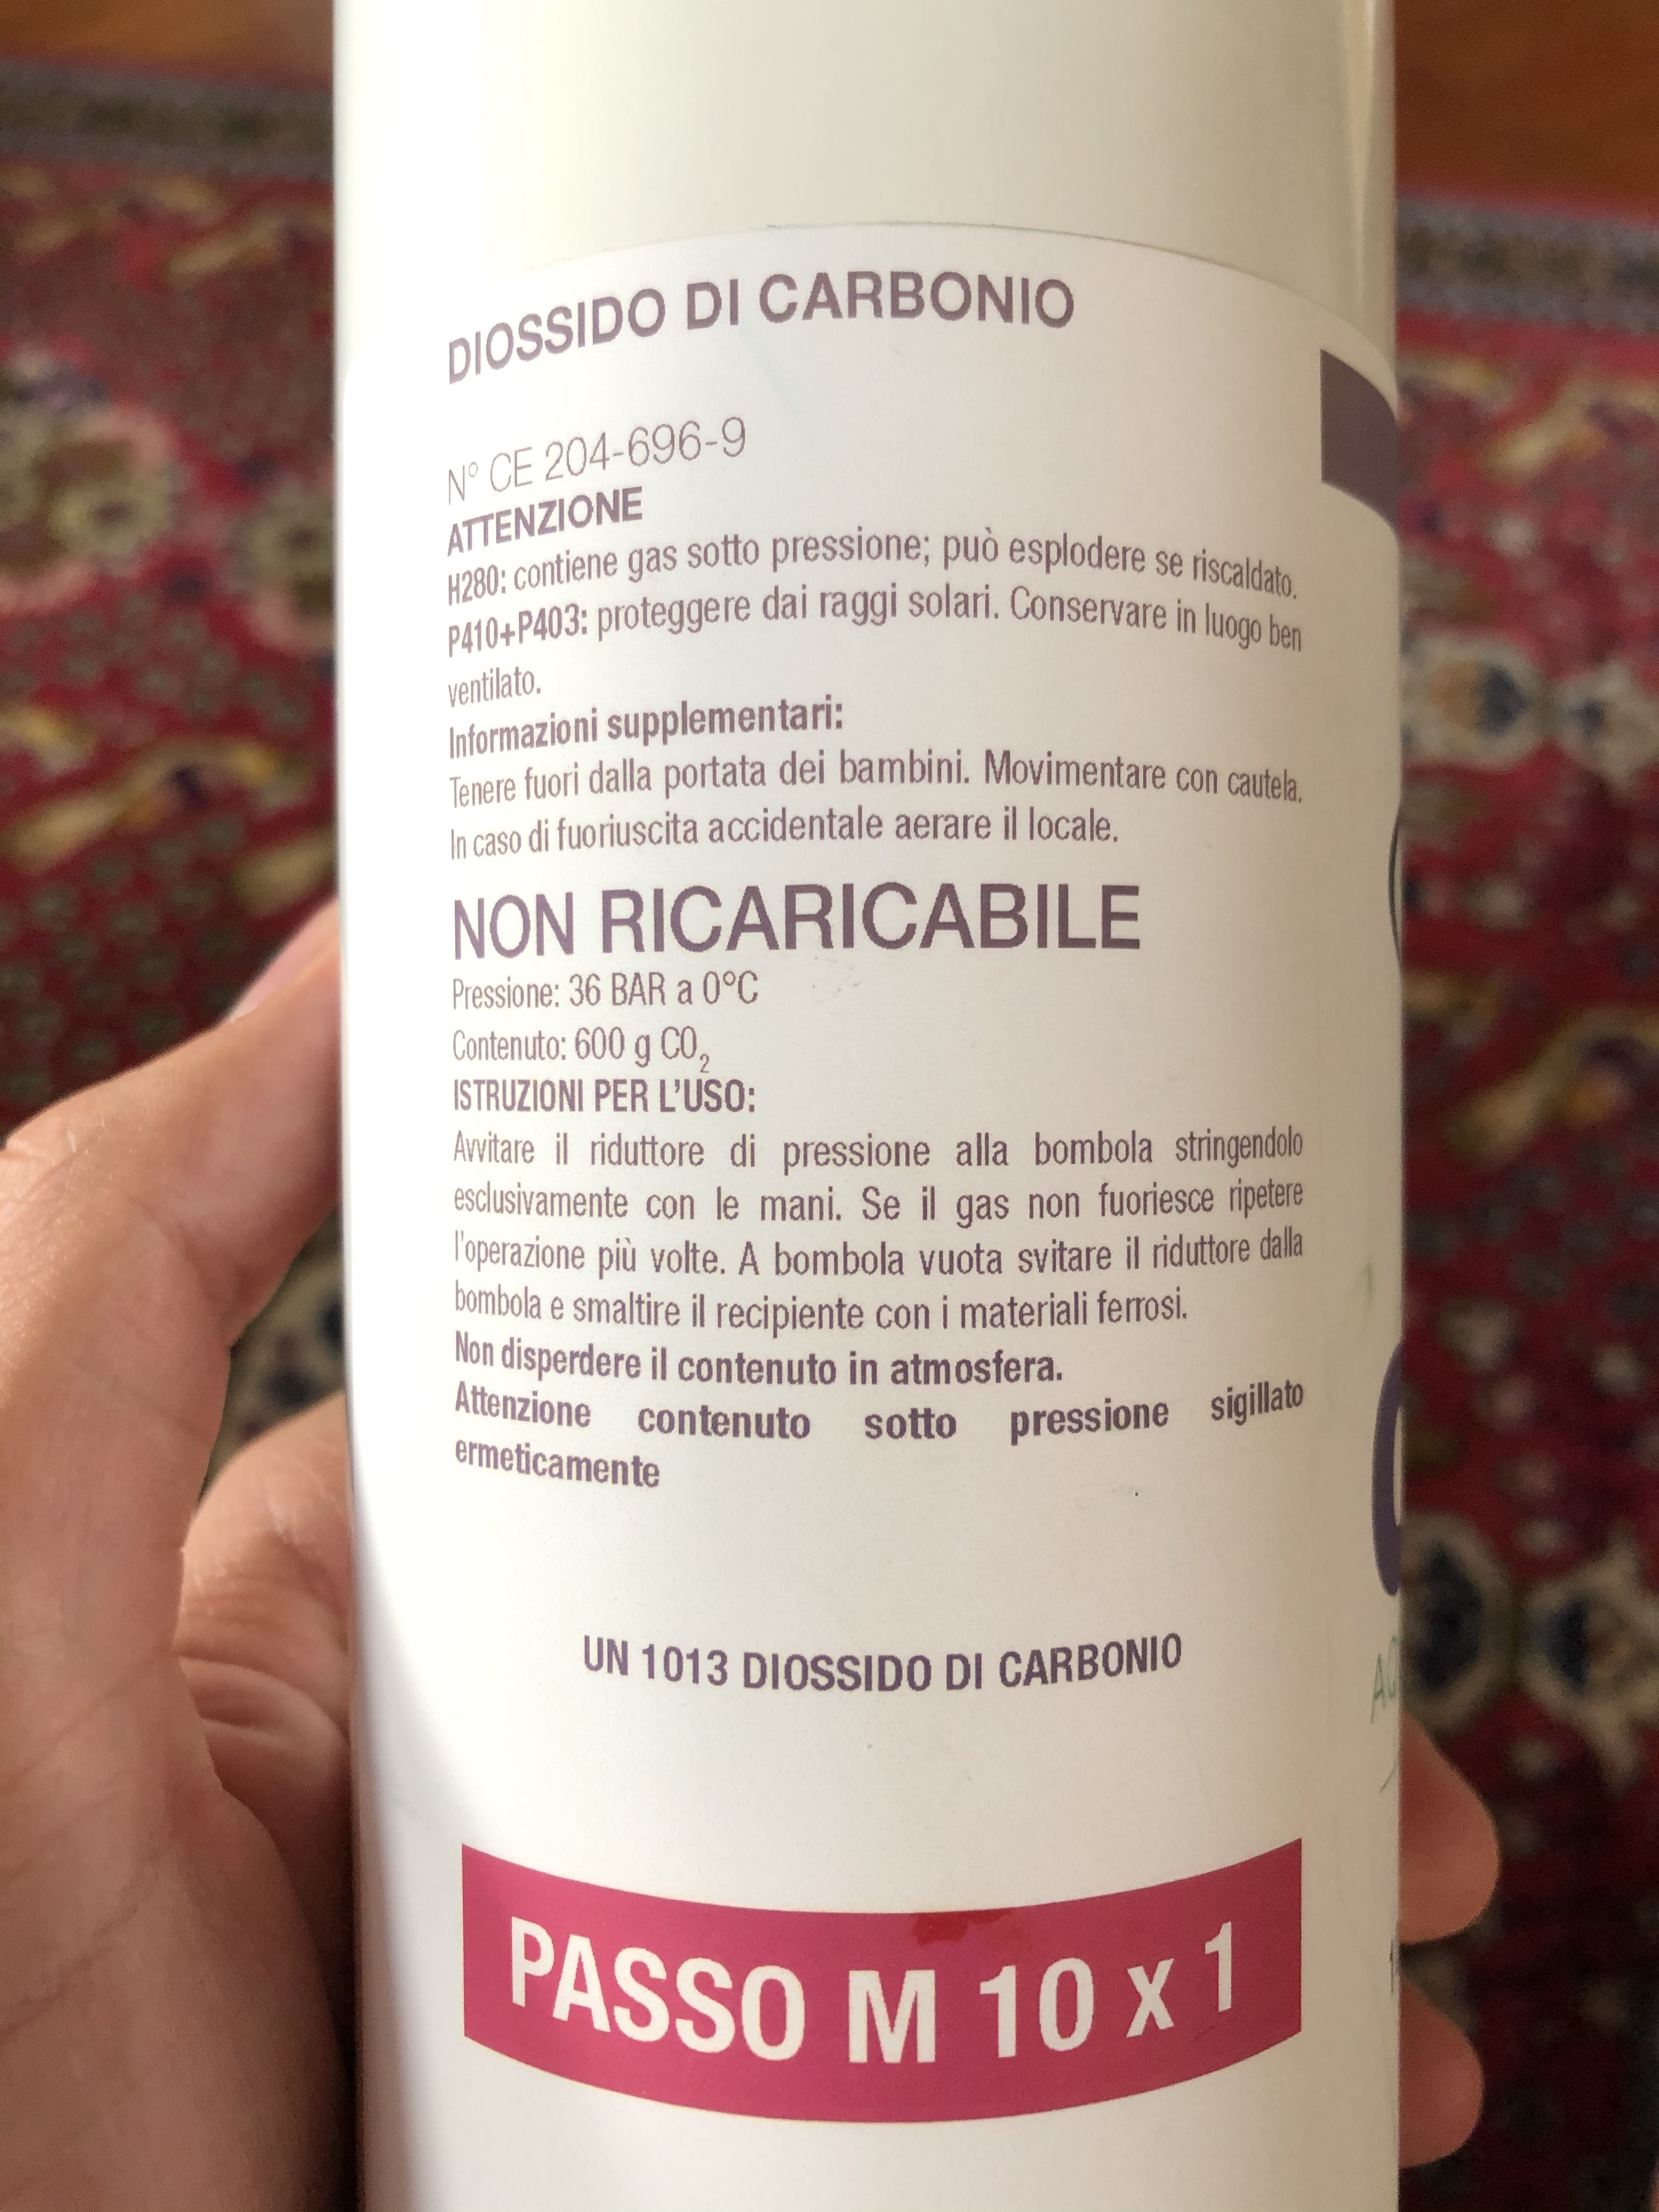 DIOSSIDO DI CARBONIO
N° CE 204-696-9
ATTENZIONE
H280: contiene gas sotto pressione; può esplodere se riscaldato.
P410+P403: proteggere dai raggi solari. Conservare in luogo ben
ventilato.
Informazioni supplementari:
Tenere fuori dalla portata dei bambini. Movimentare con cautela.
In caso di fuoriuscita accidentale aerare il locale.
NON RICARICABILE
Pressione: 36 BAR a 0°C
Contenuto: 600 g CO₂
ISTRUZIONI PER L'USO:
Avvitare il riduttore di pressione alla bombola stringendolo
esclusivamente con le mani. Se il gas non fuoriesce ripetere
l'operazione più volte. A bombola vuota svitare il riduttore dalla
bombola e smaltire il recipiente con i materiali ferrosi.
Non disperdere il contenuto in atmosfera.
Attenzione contenuto sotto pressione sigillato
ermeticamente
UN 1013 DIOSSIDO DI CARBONIO
PASSO M 10 x 1